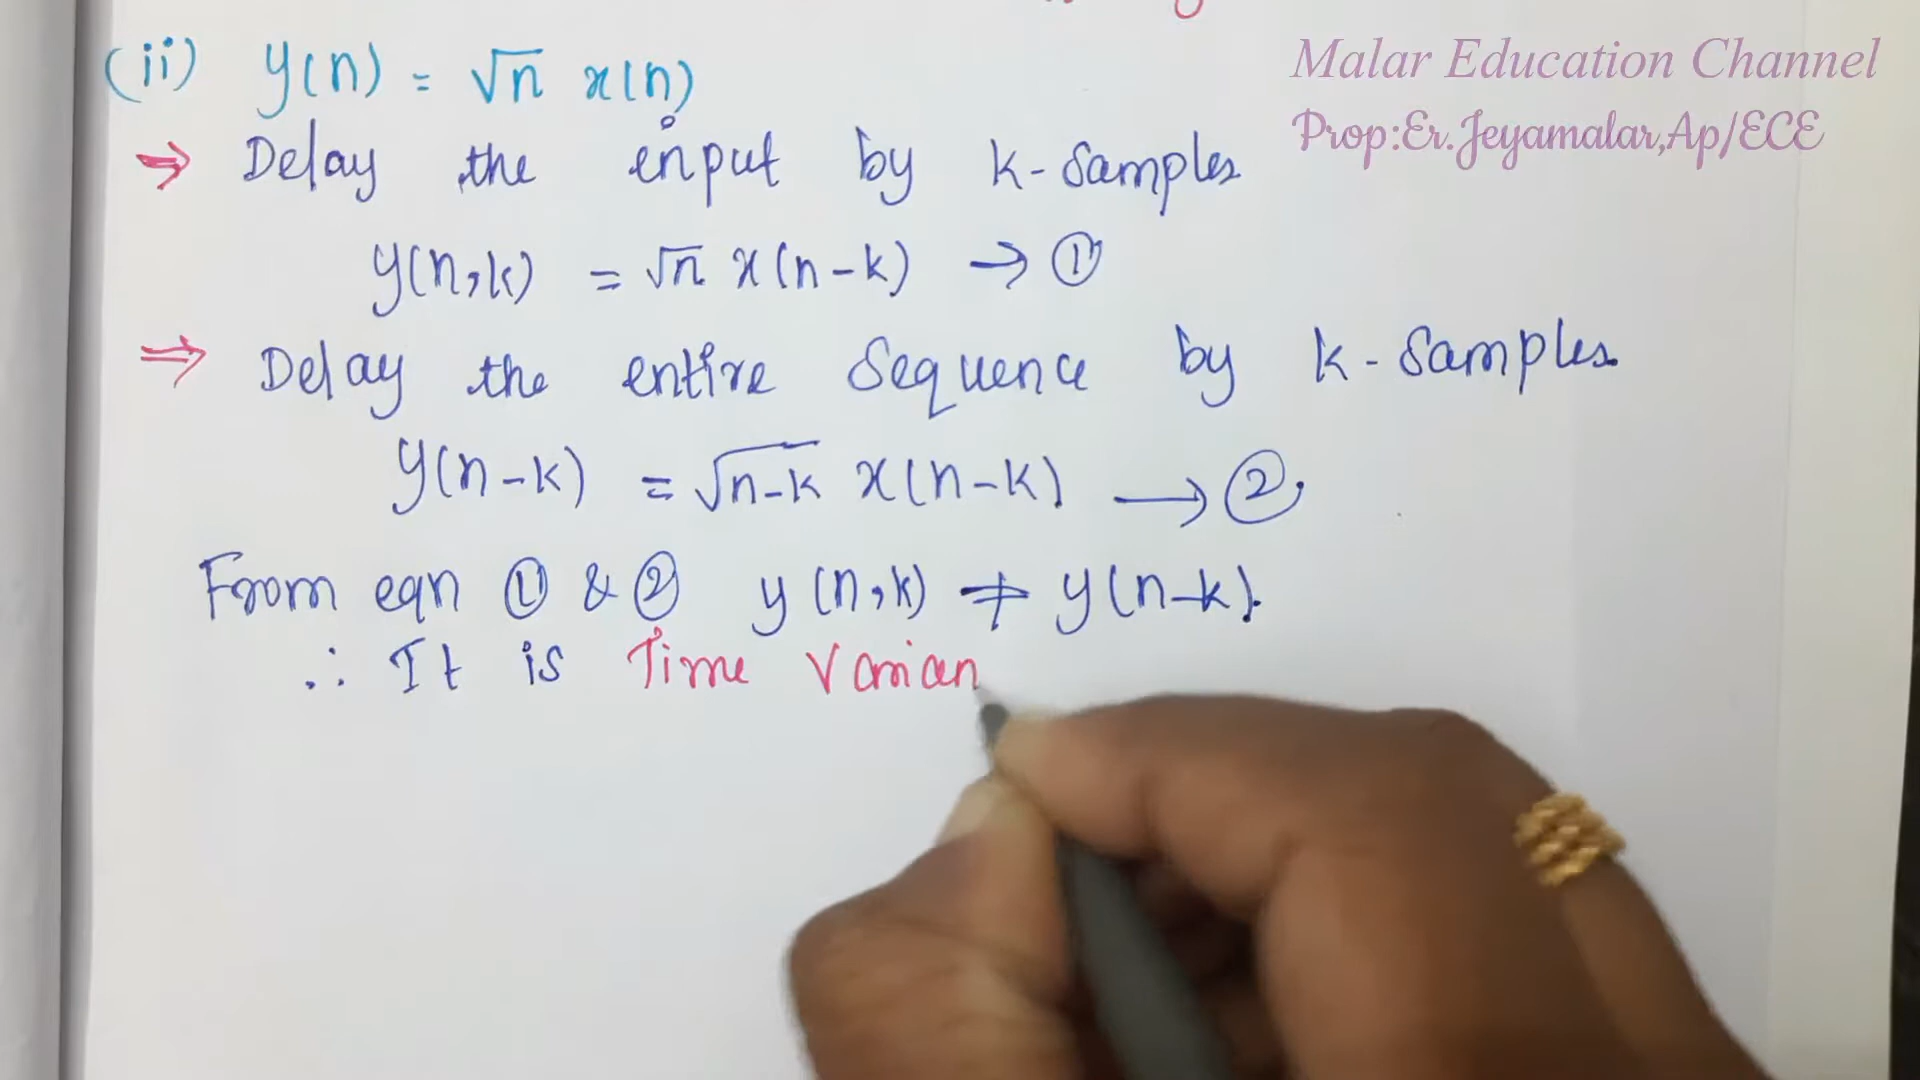 (ii) y(n) = √n x(n)
Malar Education Channel
Prop:Er.Jeyamalar,Ap/ECE
⇒ Delay the input by k-Samples
y(n,k) = √n x(n-k) → ①
⇒ Delay the entire Sequence by k-Samples
y(n-k) = √(n-k) x(n-k) → ②
From eqn ① & ② y(n,k) ≠ y(n-k).
∴ It is Time Varian